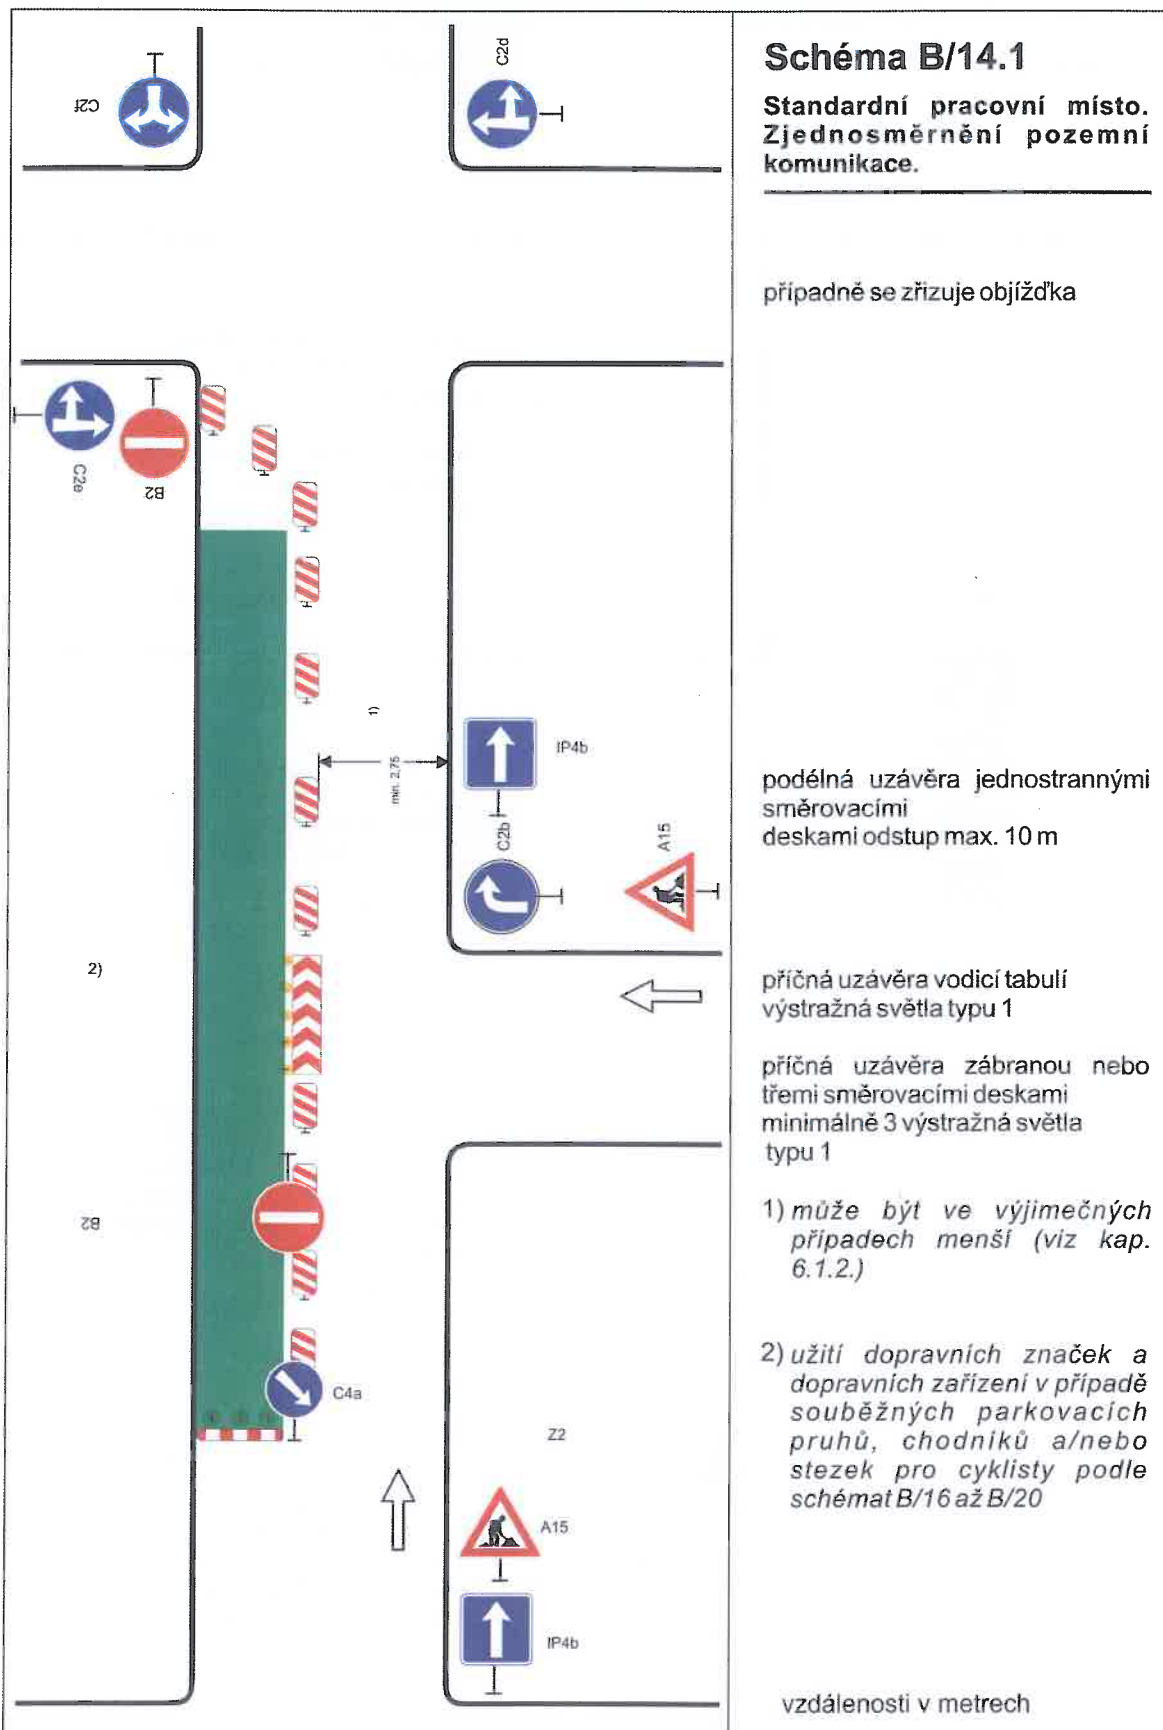 C2f
C2d
C2e
B2
1)
min. 2,75
IP4b
C2b
A15
2)
B2
C4a
Z2
A15
IP4b
Schéma B/14.1
Standardní pracovní místo.
Zjednosměrnění pozemní
komunikace.
případně se zřizuje objížďka
podélná uzávěra jednostrannými
směrovacími
deskami odstup max. 10 m
příčná uzávěra vodicí tabulí
výstražná světla typu 1
příčná uzávěra zábranou nebo
třemi směrovacími deskami
minimálně 3 výstražná světla
typu 1
1) může být ve výjimečných
případech menší (viz kap.
6.1.2.)
2) užití dopravních značek a
dopravních zařízení v případě
souběžných parkovacích
pruhů, chodníků a/nebo
stezek pro cyklisty podle
schémat B/16 až B/20
vzdálenosti v metrech